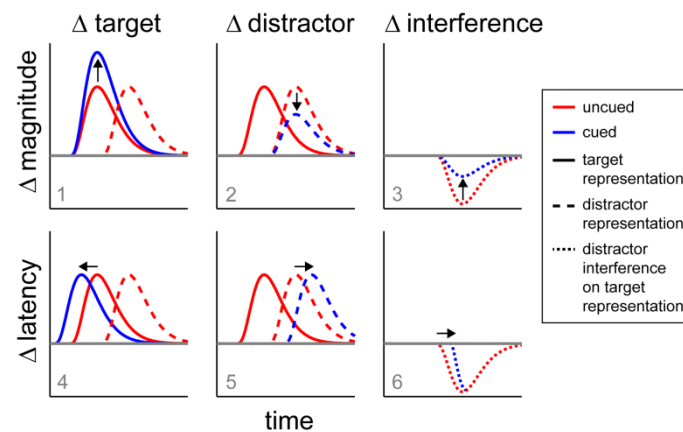 Δ target
Δ distractor
Δ interference
Δ magnitude
1
2
3
Δ latency
4
5
6
time
uncued
cued
target
representation
distractor
representation
distractor
interference
on target
representation